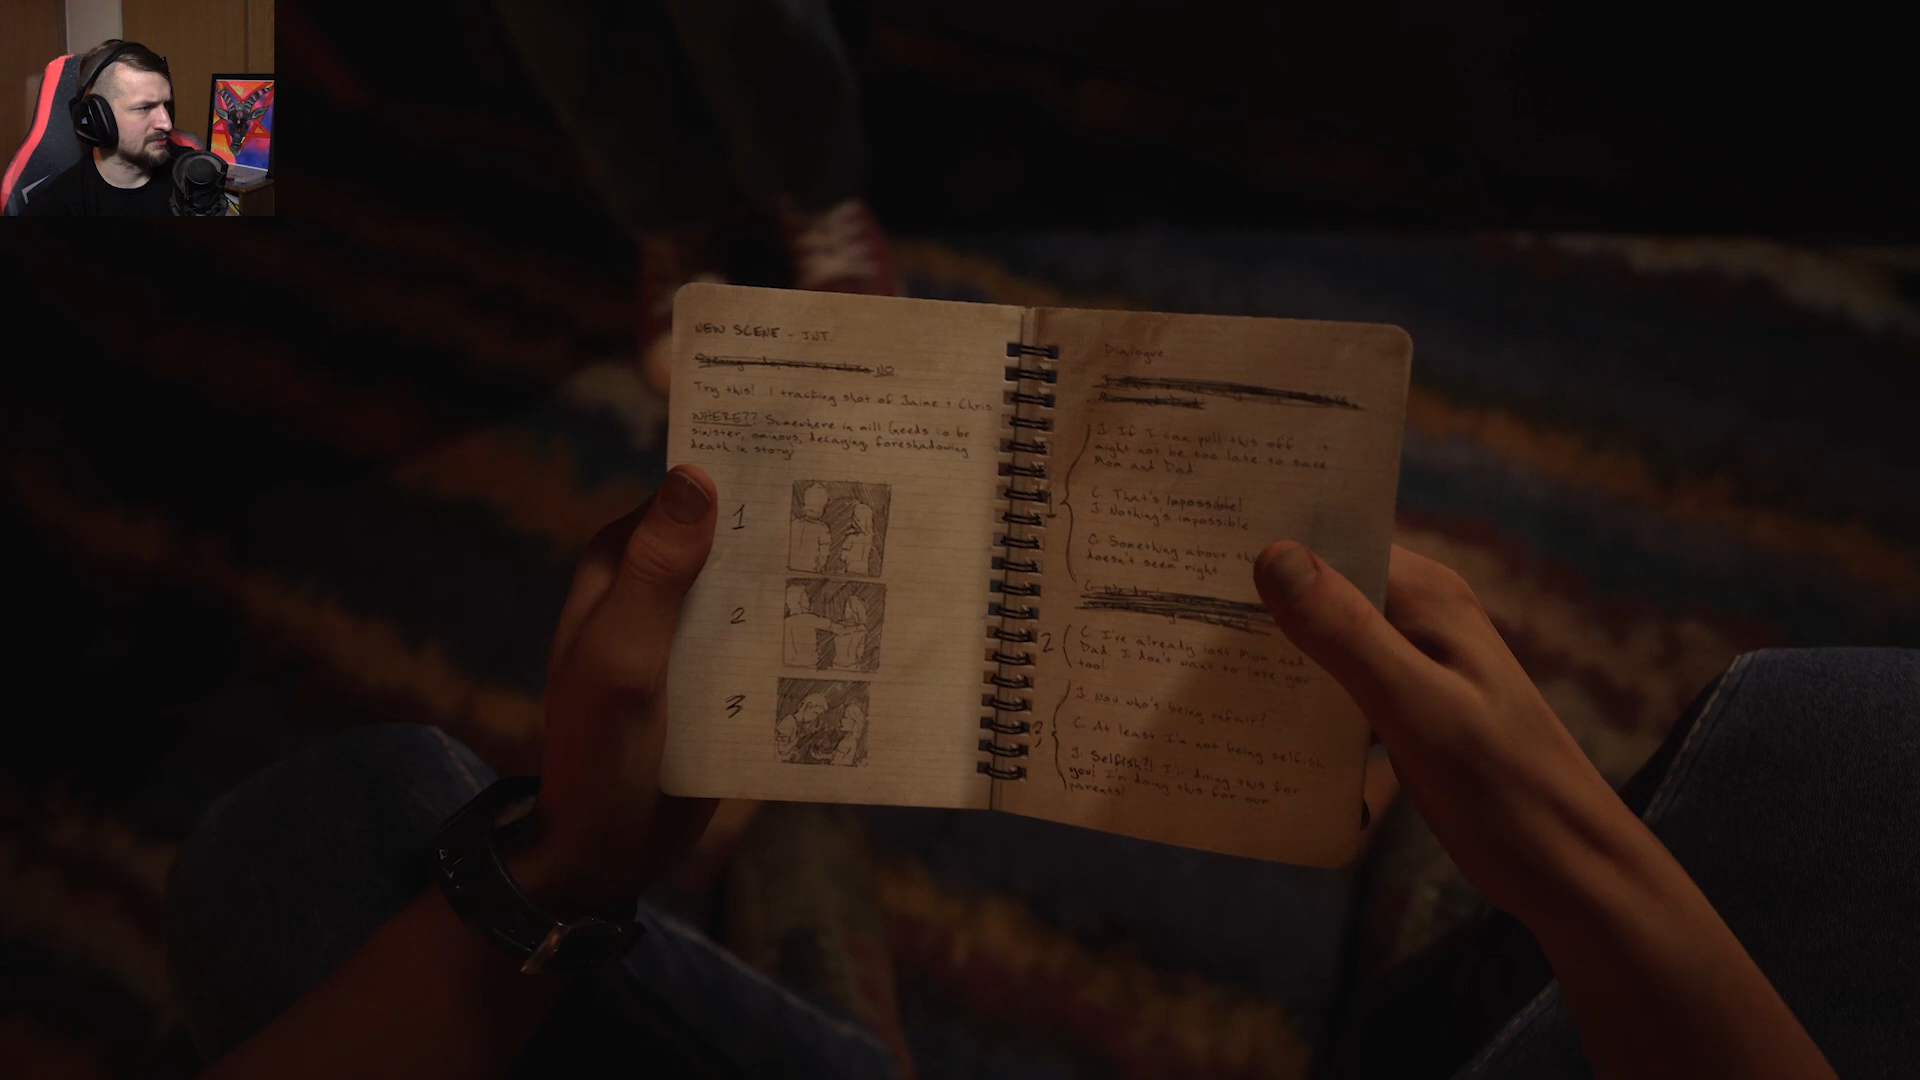 NEW SCENE - INT.
NO
Try this! 1 tracking shot of Jaime + Chris
WHERE?? Somewhere in mill (needs to be
sinister, ominous, decaying, foreshadowing
death in story
1
2
3
Dialogue
1
J: If I can pull this off... it
might not be too late to save
Mom and Dad
C: That's Impossible!
J: Nothing's impossible
C: Something about
doesn't seem right
2
C: I've already lost Mom and
Dad. I don't want to lose you
too!
3
J: Now who's being unfair?
C: At least I'm not being selfish
J: Selfish?! I'm doing this for
you! I'm doing this for our
parents!